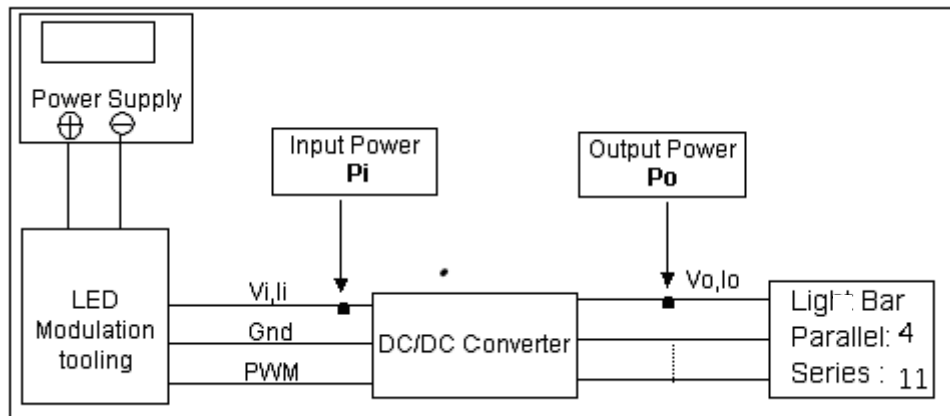 Power Supply
Input Power
Pi
Output Power
Po
LED
Modulation
tooling
Vi,Ii
Gnd
PWM
DC/DC Converter
Vo,Io
Light Bar
Parallel: 4
Series : 11